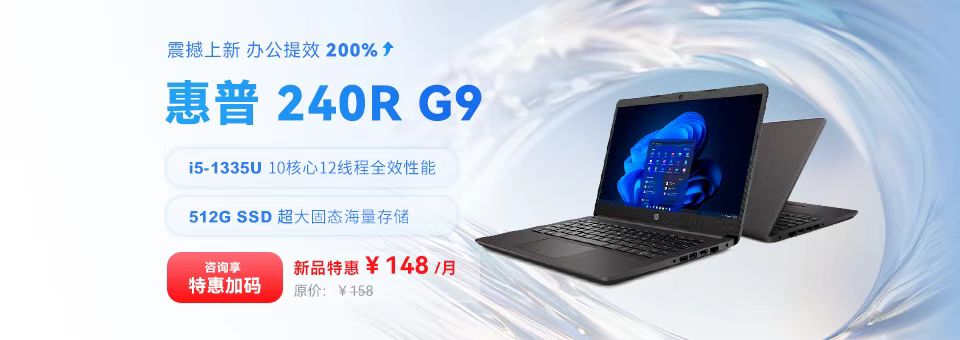 震撼上新 办公提效 200%
惠普 240R G9
i5-1335U 10核心12线程全效性能
512G SSD 超大固态海量存储
咨询享
特惠加码
新品特惠 ¥148/月
原价: ¥158